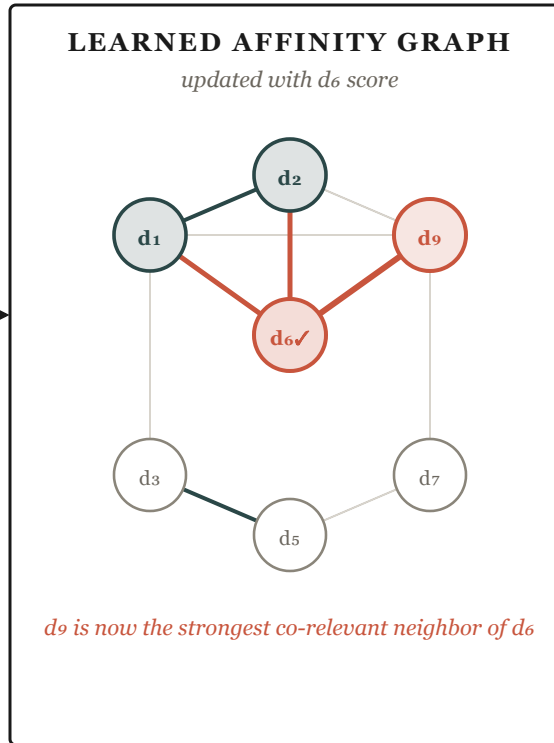 LEARNED AFFINITY GRAPH
updated with d6 score
d2
d1
d9
d6✓
d3
d7
d5
d9 is now the strongest co-relevant neighbor of d6